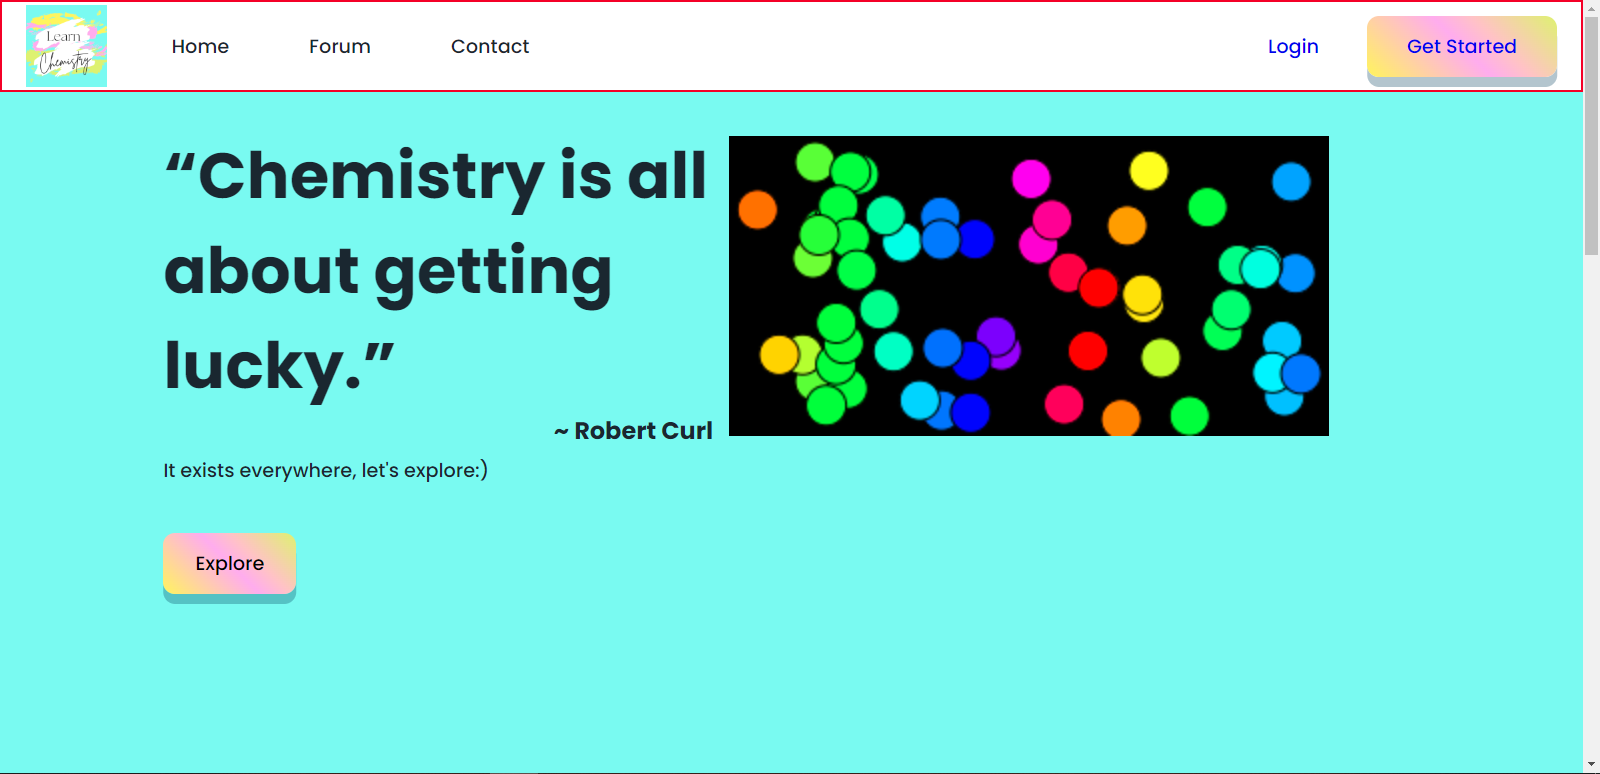 Learn
Chemistry
Home
Forum
Contact
Login
Get Started
“Chemistry is all
about getting
lucky.”
~ Robert Curl
It exists everywhere, let's explore:)
Explore